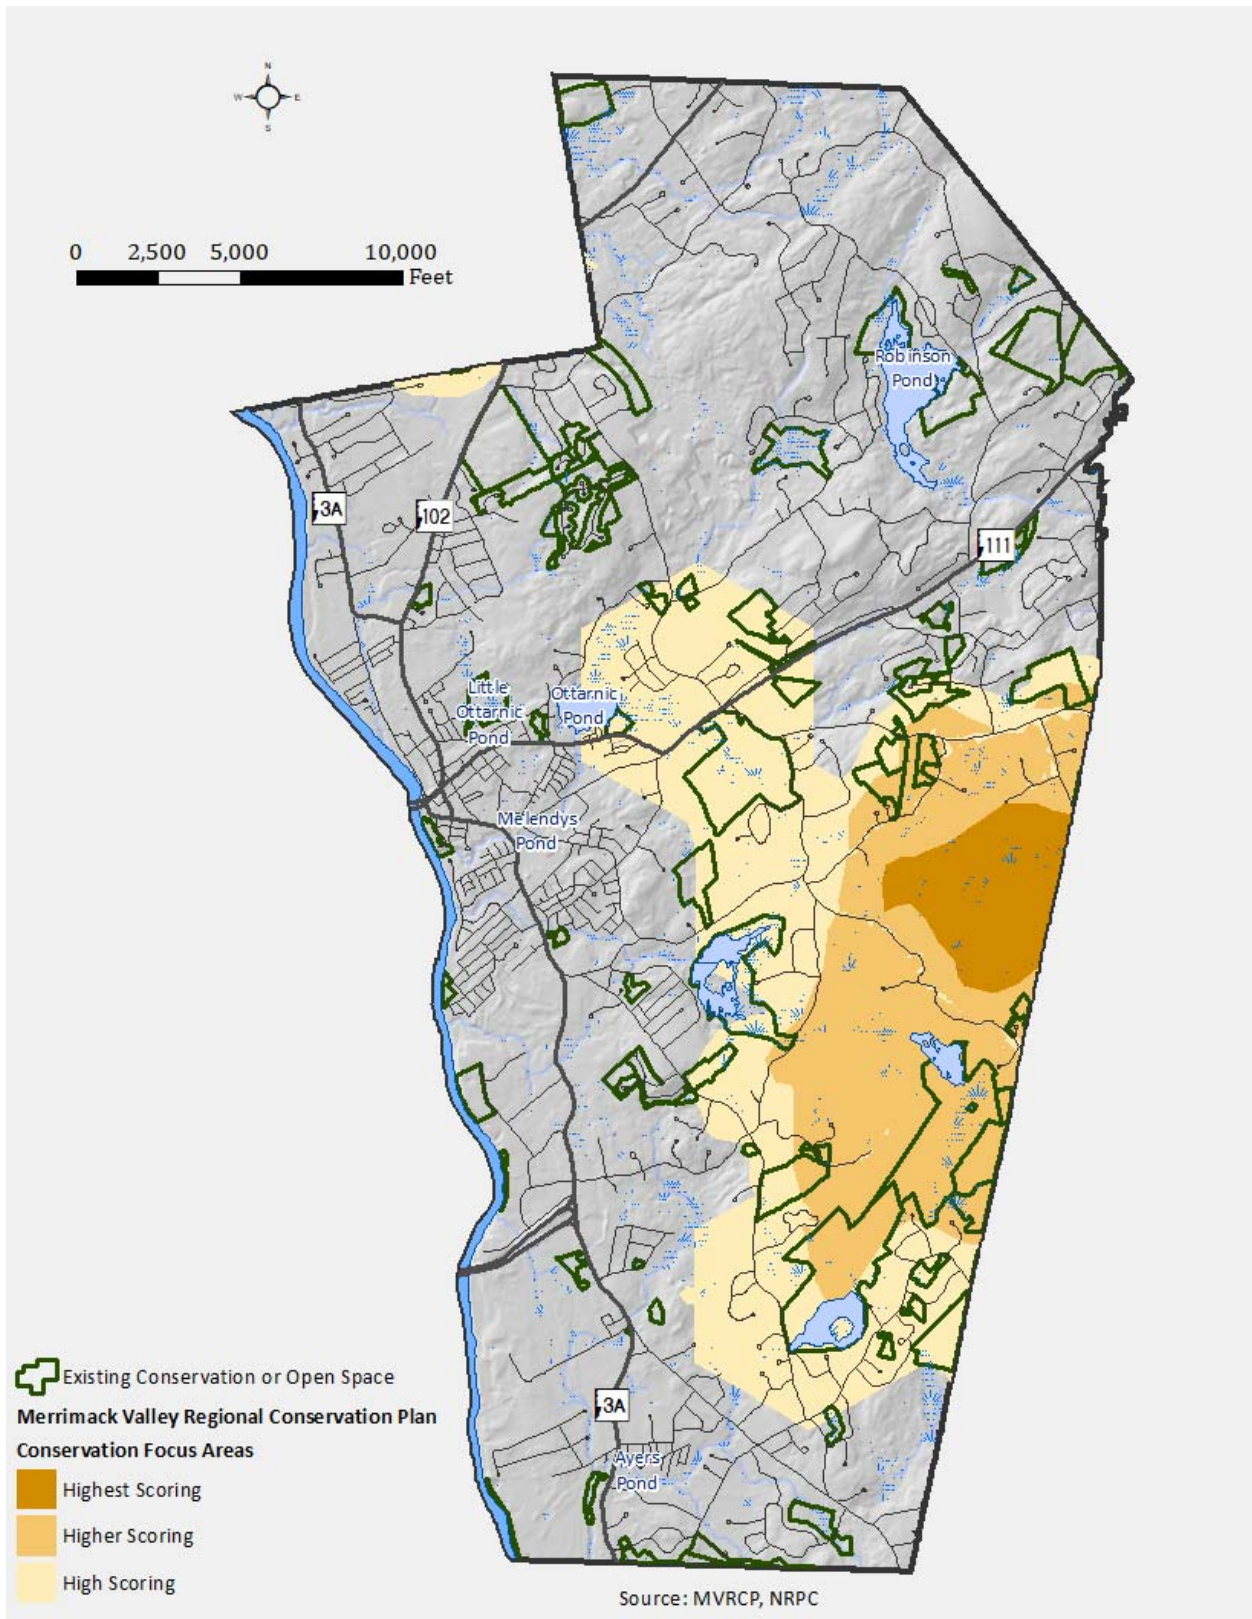 N
W E
S
0 2,500 5,000 10,000
Feet
Robinson
Pond
3A
102
111
Little
Ottarnic
Pond
Ottarnic
Pond
Melendys
Pond
3A
Ayers
Pond
Existing Conservation or Open Space
Merrimack Valley Regional Conservation Plan
Conservation Focus Areas
Highest Scoring
Higher Scoring
High Scoring
Source: MVRCP, NRPC